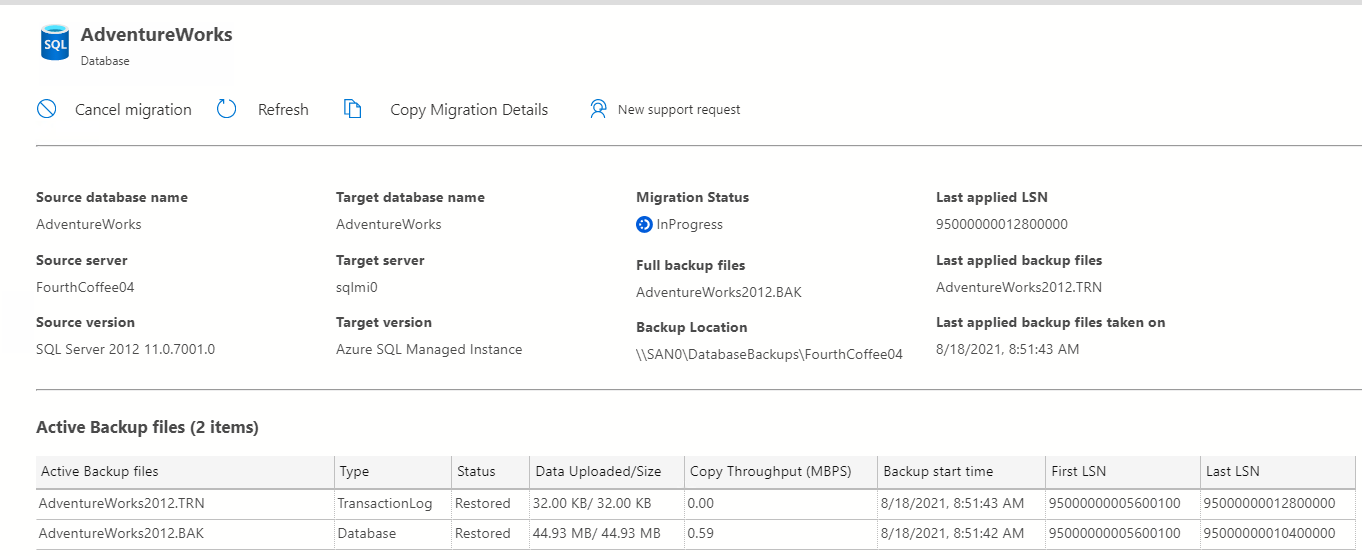 SQL
AdventureWorks
Database
Cancel migration Refresh Copy Migration Details New support request
Source database name Target database name Migration Status Last applied LSN
AdventureWorks AdventureWorks InProgress 95000000012800000
Source server Target server Full backup files Last applied backup files
FourthCoffee04 sqlmi0 AdventureWorks2012.BAK AdventureWorks2012.TRN
Source version Target version Backup Location Last applied backup files taken on
SQL Server 2012 11.0.7001.0 Azure SQL Managed Instance \\SAN0\DatabaseBackups\FourthCoffee04 8/18/2021, 8:51:43 AM
Active Backup files (2 items)
Active Backup files Type Status Data Uploaded/Size Copy Throughput (MBPS) Backup start time First LSN Last LSN
AdventureWorks2012.TRN TransactionLog Restored 32.00 KB/ 32.00 KB 0.00 8/18/2021, 8:51:43 AM 95000000005600100 95000000012800000
AdventureWorks2012.BAK Database Restored 44.93 MB/ 44.93 MB 0.59 8/18/2021, 8:51:42 AM 95000000005600100 95000000010400000